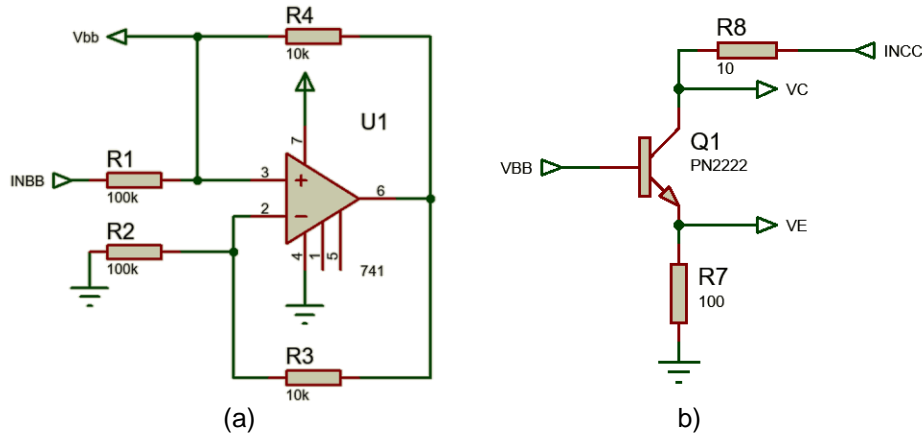 R4
Vbb
10k
U1
7
R1
INBB
3
+
100k
6
2
−
R2
100k
4
1
5
741
R3
10k
(a)
R8
INCC
10
VC
Q1
VBB
PN2222
VE
R7
100
b)